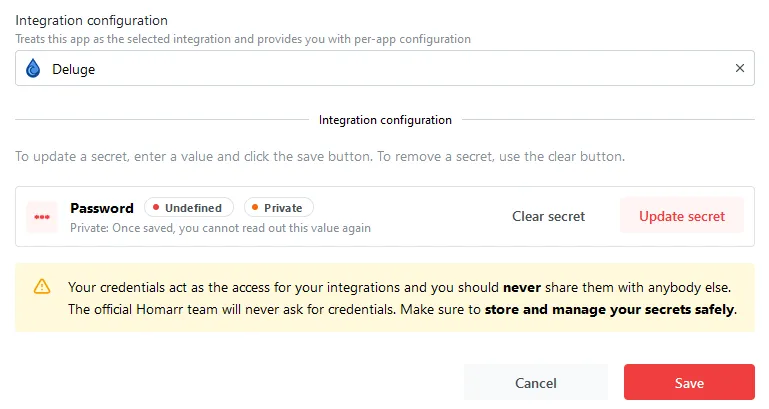 Integration configuration
Treats this app as the selected integration and provides you with per-app configuration
Deluge
Integration configuration
To update a secret, enter a value and click the save button. To remove a secret, use the clear button.
Password Undefined Private Clear secret Update secret
Private: Once saved, you cannot read out this value again
Your credentials act as the access for your integrations and you should never share them with anybody else.
The official Homarr team will never ask for credentials. Make sure to store and manage your secrets safely.
Cancel Save